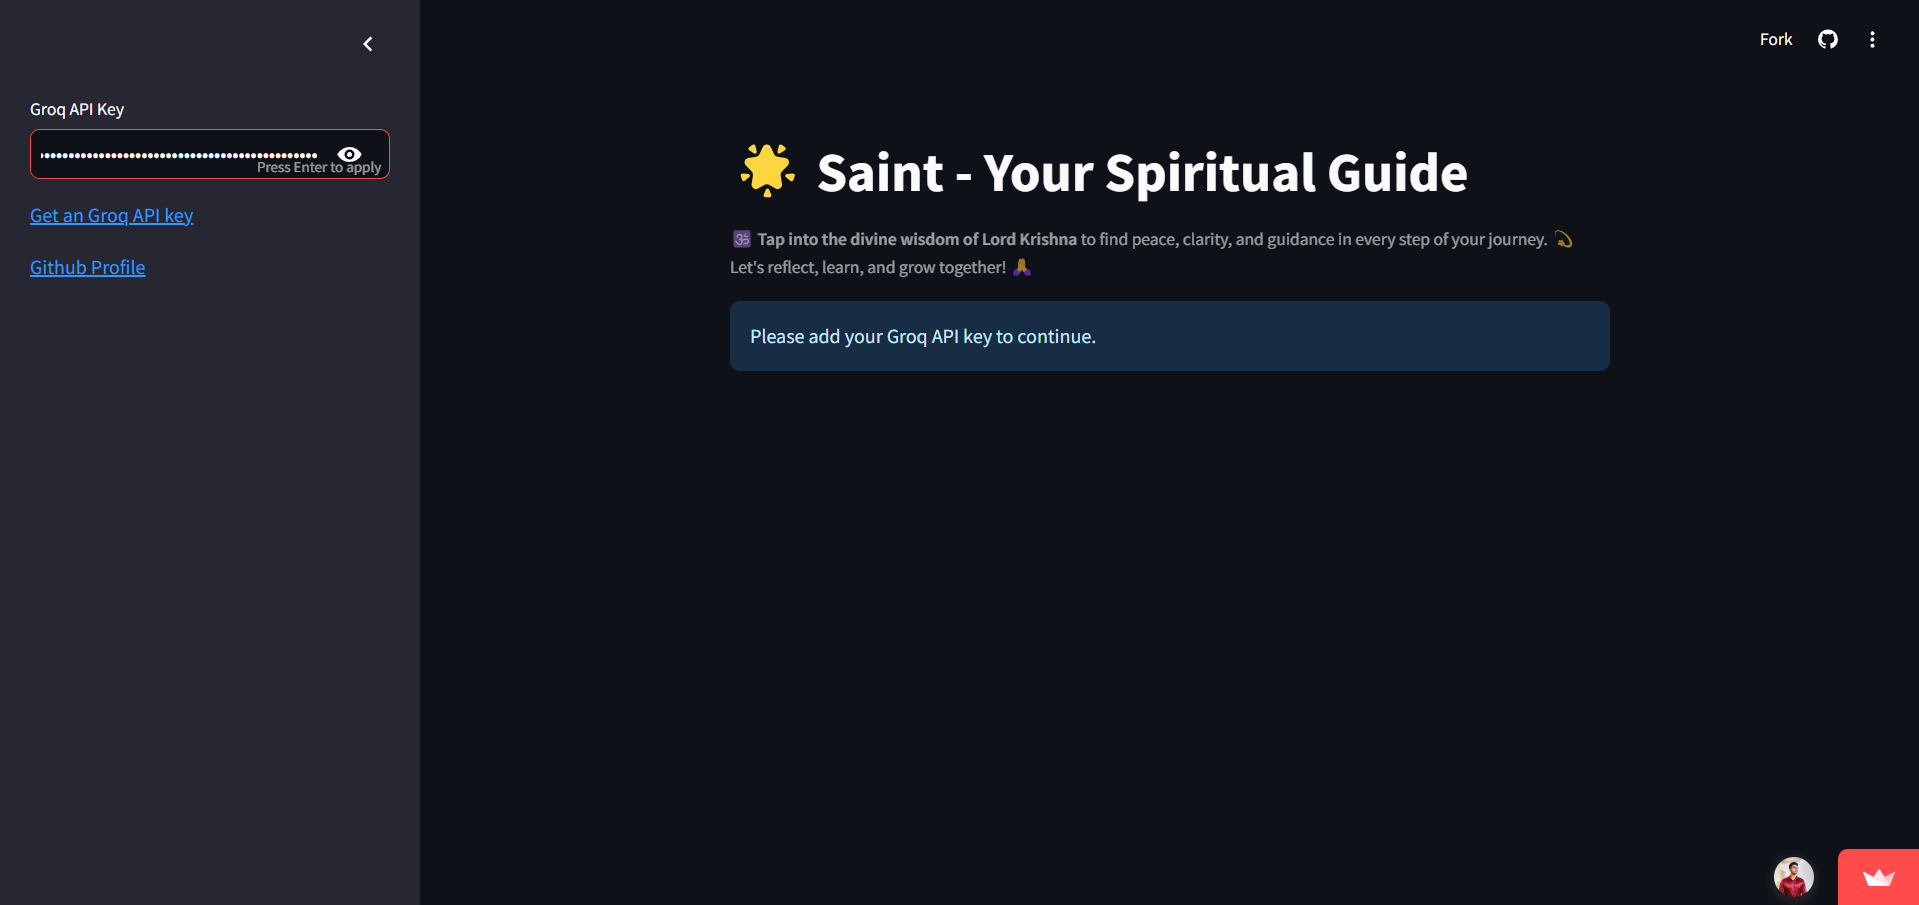 Fork
Groq API Key
Press Enter to apply
Get an Groq API key
Github Profile
Saint - Your Spiritual Guide
🕉 Tap into the divine wisdom of Lord Krishna to find peace, clarity, and guidance in every step of your journey.
Let's reflect, learn, and grow together!
Please add your Groq API key to continue.